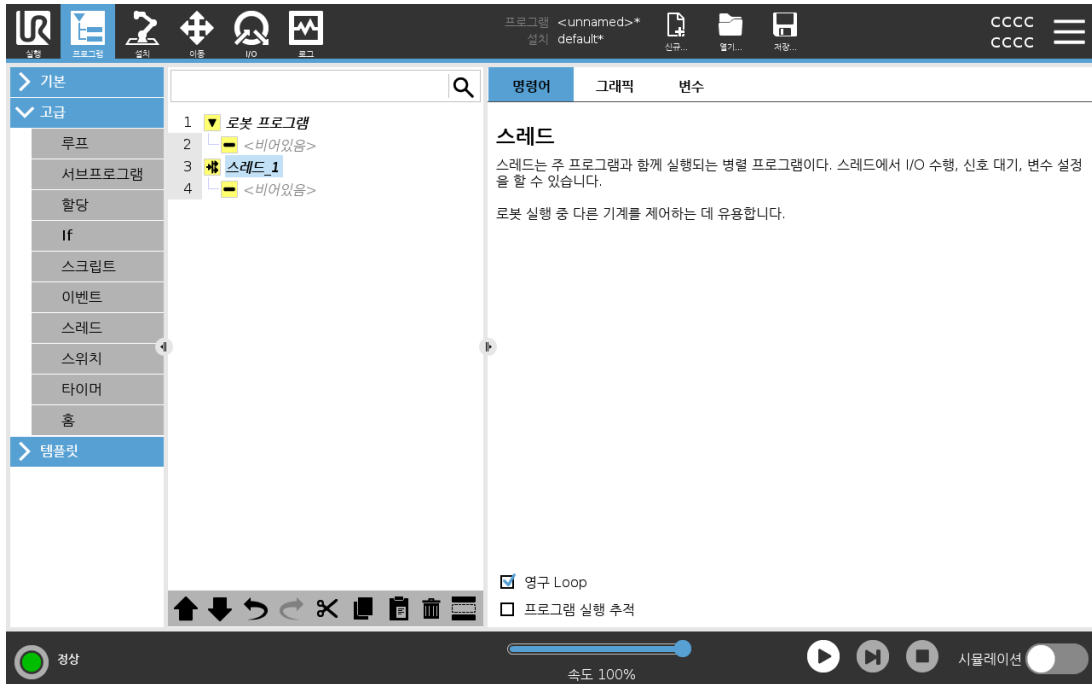 UR
실행
프로그램
설치
이동
I/O
로그
프로그램 <unnamed>*
설치 default*
신규...
열기...
저장...
cccc
cccc
기본
고급
루프
서브프로그램
할당
If
스크립트
이벤트
스레드
스위치
타이머
홈
템플릿
1 로봇 프로그램
2 <비어있음>
3 스레드_1
4 <비어있음>
명령어 그래픽 변수
스레드
스레드는 주 프로그램과 함께 실행되는 병렬 프로그램이다. 스레드에서 I/O 수행, 신호 대기, 변수 설정
을 할 수 있습니다.
로봇 실행 중 다른 기계를 제어하는 데 유용합니다.
영구 Loop
프로그램 실행 추적
정상
속도 100%
시뮬레이션